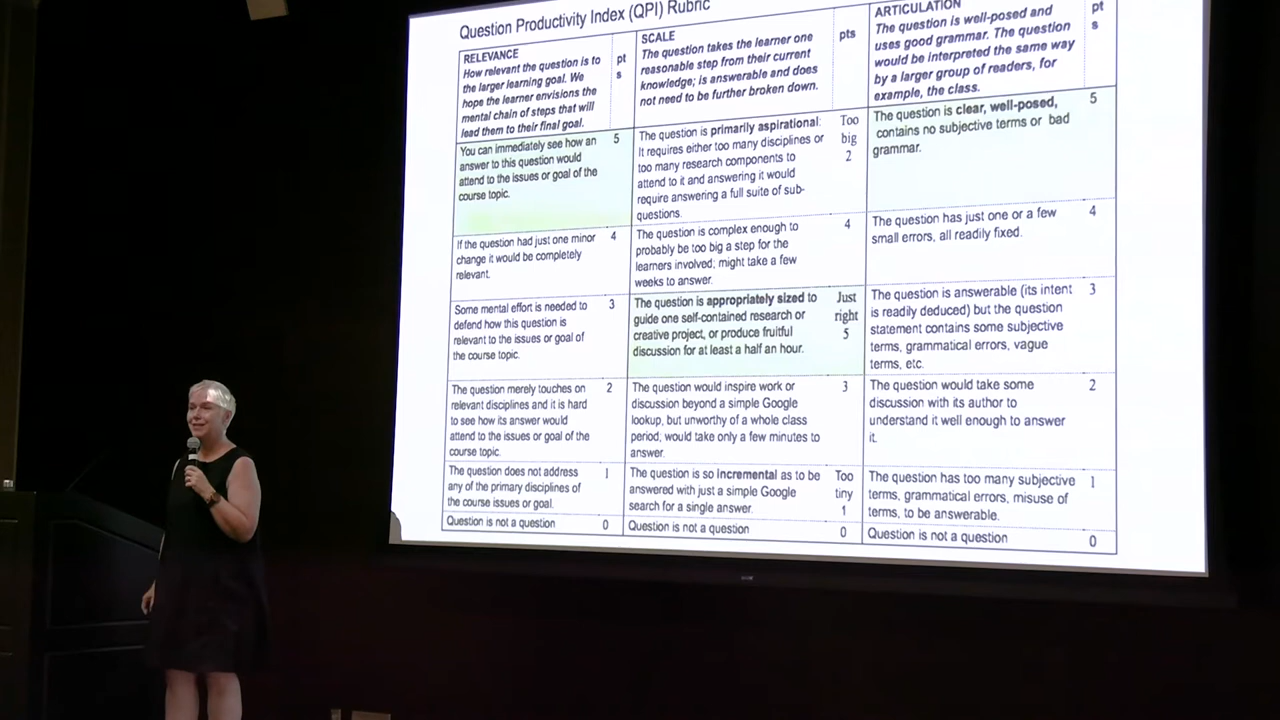 Question Productivity Index (QPI) Rubric
RELEVANCE
How relevant the question is to
the larger learning goal. We
hope the learner envisions the
mental chain of steps that will
lead them to their final goal.
pt
s
SCALE
The question takes the learner one
reasonable step from their current
knowledge; is answerable and does
not need to be further broken down.
pts
ARTICULATION
The question is well-posed and
uses good grammar. The question
would be interpreted the same way
by a larger group of readers, for
example, the class.
pt
s
You can immediately see how an
answer to this question would
attend to the issues or goal of the
course topic.
5
The question is primarily aspirational:
It requires either too many disciplines or
too many research components to
attend to it and answering it would
require answering a full suite of sub-
questions.
Too
big
2
The question is clear, well-posed,
contains no subjective terms or bad
grammar.
5
If the question had just one minor
change it would be completely
relevant.
4
The question is complex enough to
probably be too big a step for the
learners involved; might take a few
weeks to answer.
4
The question has just one or a few
small errors, all readily fixed.
4
Some mental effort is needed to
defend how this question is
relevant to the issues or goal of
the course topic.
3
The question is appropriately sized to
guide one self-contained research or
creative project, or produce fruitful
discussion for at least a half an hour.
Just
right
5
The question is answerable (its intent
is readily deduced) but the question
statement contains some subjective
terms, grammatical errors, vague
terms, etc.
3
The question merely touches on
relevant disciplines and it is hard
to see how its answer would
attend to the issues or goal of the
course topic.
2
The question would inspire work or
discussion beyond a simple Google
lookup, but unworthy of a whole class
period; would take only a few minutes to
answer.
3
The question would take some
discussion with its author to
understand it well enough to answer
it.
2
The question does not address
any of the primary disciplines of
the course issues or goal.
1
The question is so Incremental as to be
answered with just a simple Google
search for a single answer.
Too
tiny
1
The question has too many subjective
terms, grammatical errors, misuse of
terms, to be answerable.
1
Question is not a question
0
Question is not a question
0
Question is not a question
0